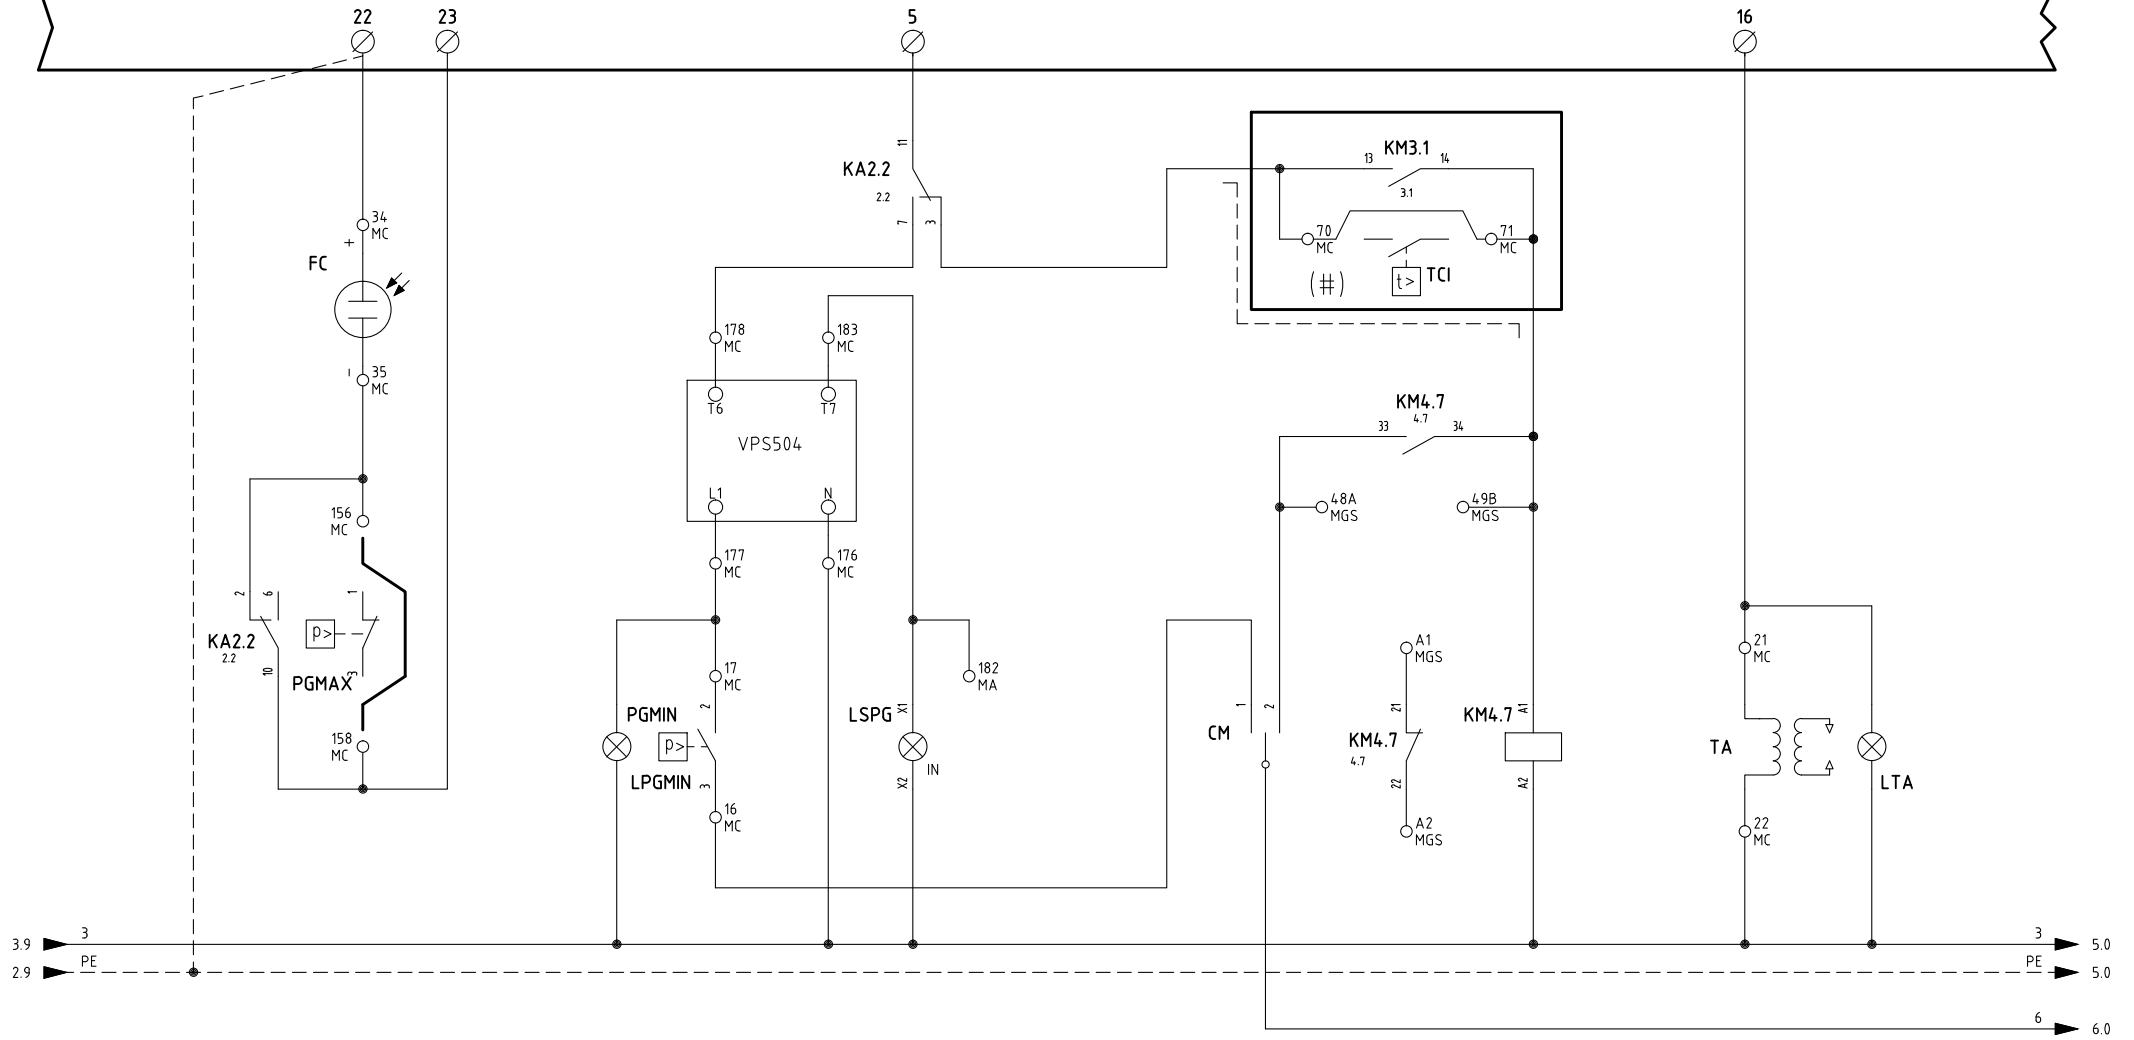 22
23
5
16
11
KA2.2
2.2
7
3
KM3.1
13
14
3.1
70
MC
71
MC
(#)
t>
TCI
34
MC
+
FC
-
35
MC
178
MC
183
MC
T6
T7
VPS504
L1
N
177
MC
176
MC
KM4.7
4.7
33
34
48A
MGS
49B
MGS
156
MC
2
6
1
KA2.2
2.2
p>
10
PGMAX
3
158
MC
17
MC
182
MA
PGMIN
2
p>
LPGMIN
3
16
MC
LSPG
X1
X2
IN
CM
1
2
A1
MGS
21
KM4.7
4.7
22
A2
MGS
KM4.7
A1
A2
21
MC
TA
22
MC
LTA
3.9
3
3
5.0
2.9
PE
PE
5.0
6
6.0